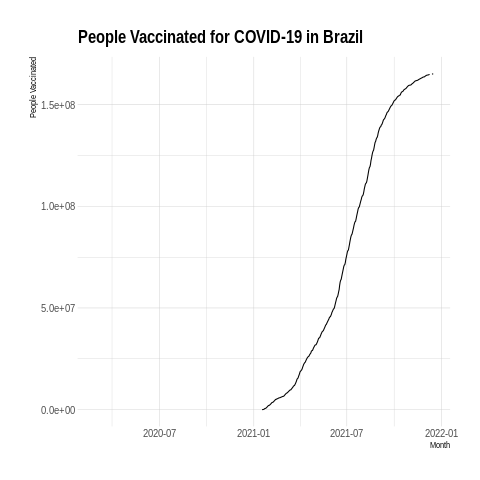 People Vaccinated for COVID-19 in Brazil
People Vaccinated
1.5e+08
1.0e+08
5.0e+07
0.0e+00
2020-07 2021-01 2021-07 2022-01
Month